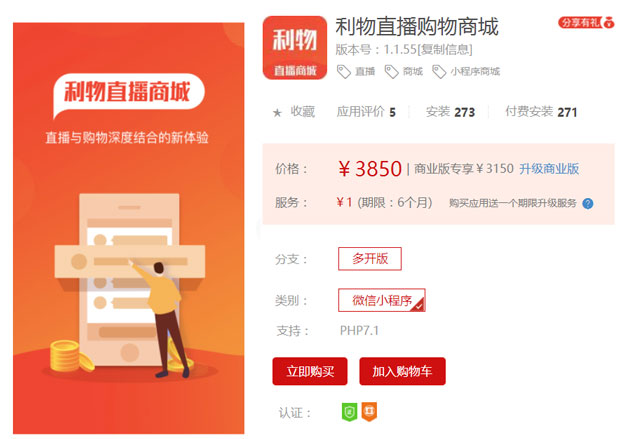 利物直播商城
直播与购物深度结合的新体验
利物
直播商城
利物直播购物商城
分享有礼
版本号：1.1.55[复制信息]
直播 商城 小程序商城
★ 收藏 应用评价 5 安装 273 付费安装 271
价格： ￥3850 | 商业版专享￥3150 升级商业版
服务： ￥1 (期限：6个月) 购买应用送一个期限升级服务 ?
分支： 多开版
类别： 微信小程序
支持： PHP7.1
立即购买 加入购物车
认证：